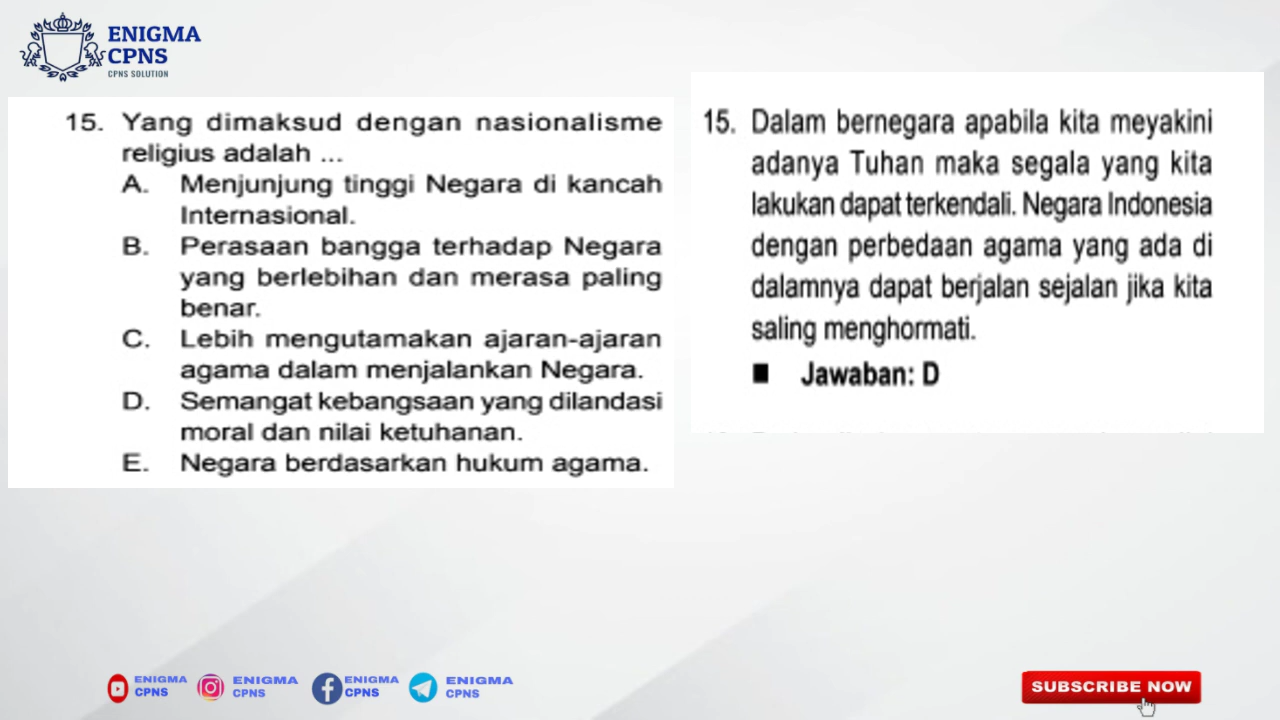 ENIGMA
CPNS
CPNS SOLUTION
15. Yang dimaksud dengan nasionalisme
religius adalah ...
A. Menjunjung tinggi Negara di kancah
Internasional.
B. Perasaan bangga terhadap Negara
yang berlebihan dan merasa paling
benar.
C. Lebih mengutamakan ajaran-ajaran
agama dalam menjalankan Negara.
D. Semangat kebangsaan yang dilandasi
moral dan nilai ketuhanan.
E. Negara berdasarkan hukum agama.
15. Dalam bernegara apabila kita meyakini
adanya Tuhan maka segala yang kita
lakukan dapat terkendali. Negara Indonesia
dengan perbedaan agama yang ada di
dalamnya dapat berjalan sejalan jika kita
saling menghormati.
■ Jawaban: D
ENIGMA
CPNS
ENIGMA
CPNS
ENIGMA
CPNS
ENIGMA
CPNS
SUBSCRIBE NOW